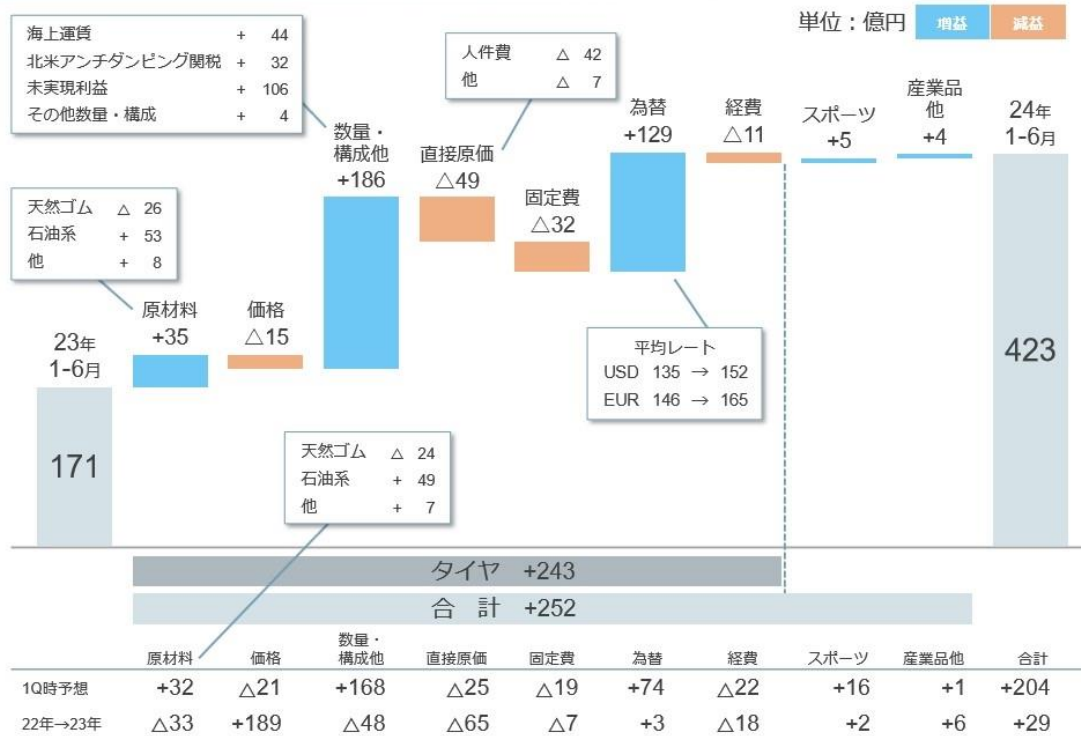 単位：億円 増益 減益
海上運賃 + 44
北米アンチダンピング関税 + 32
未実現利益 + 106
その他数量・構成 + 4
人件費 △ 42
他 △ 7
天然ゴム △ 26
石油系 + 53
他 + 8
23年
1-6月
171
原材料
+35
価格
△15
数量・
構成他
+186
直接原価
△49
固定費
△32
為替
+129
経費
△11
スポーツ
+5
産業品
他
+4
24年
1-6月
423
平均レート
USD 135 → 152
EUR 146 → 165
天然ゴム △ 24
石油系 + 49
他 + 7
タイヤ +243
合 計 +252
原材料 価格 数量・
構成他 直接原価 固定費 為替 経費 スポーツ 産業品他 合計
1Q時予想 +32 △21 +168 △25 △19 +74 △22 +16 +1 +204
22年→23年 △33 +189 △48 △65 △7 +3 △18 +2 +6 +29